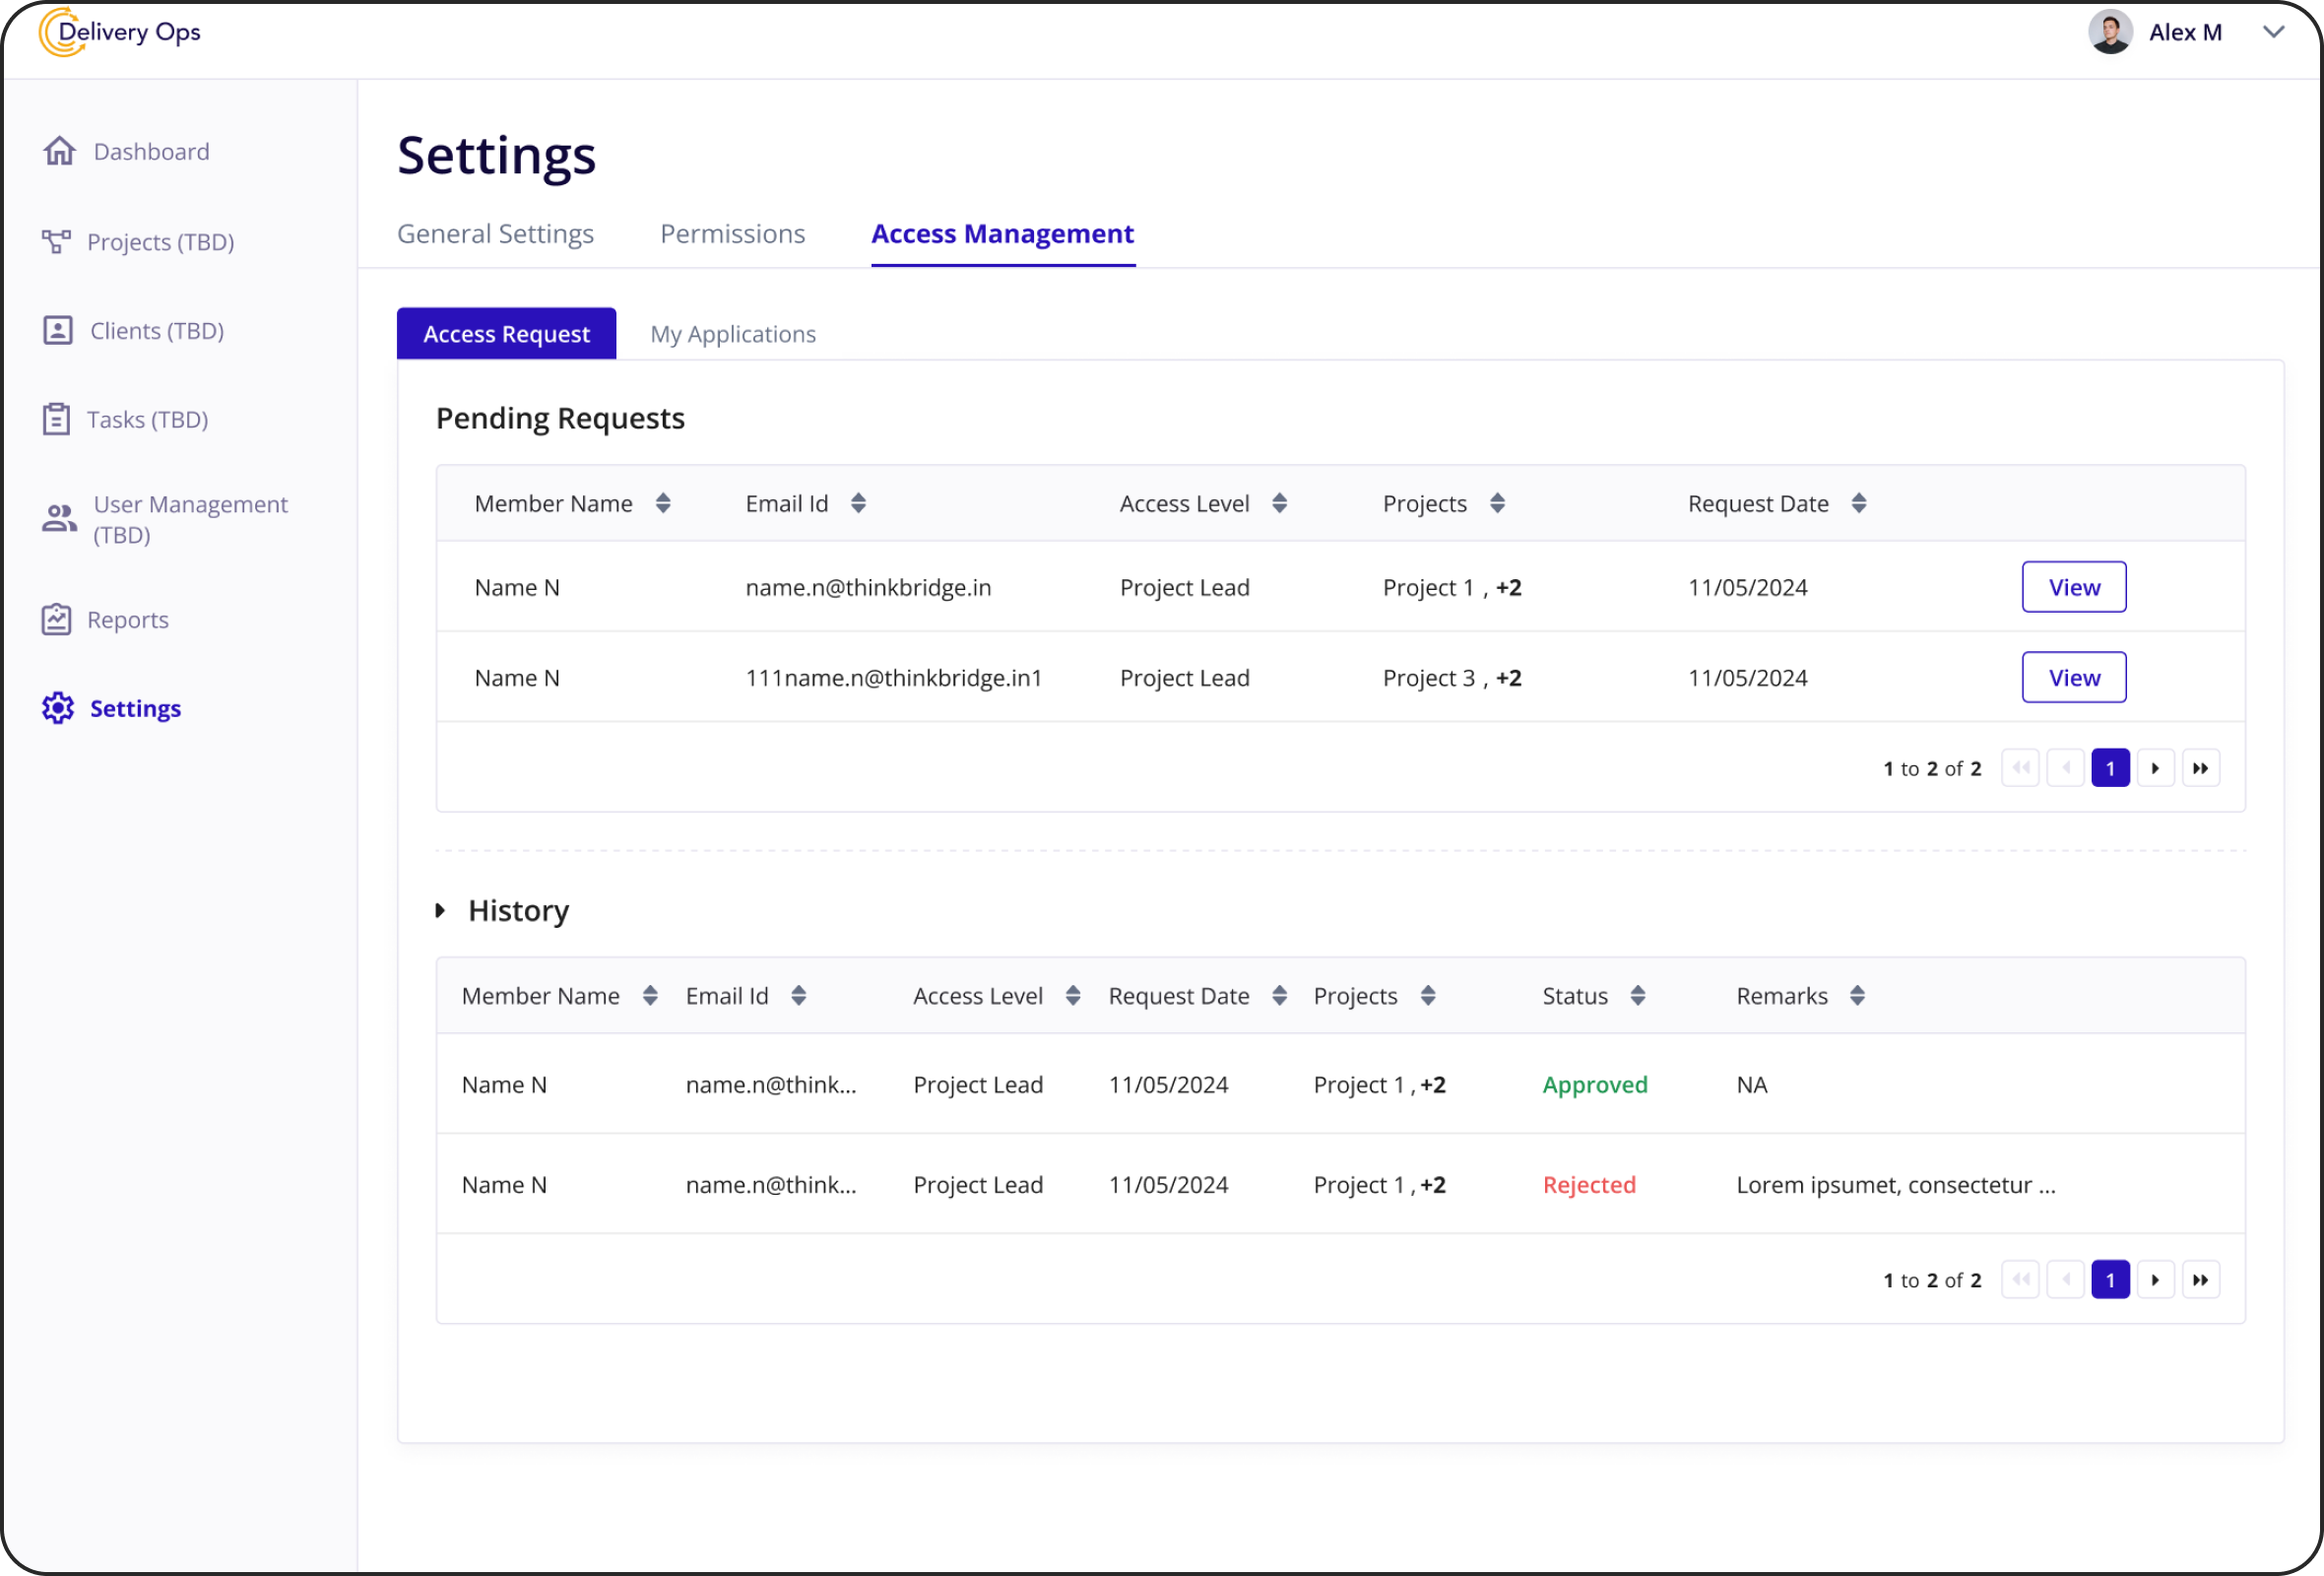 Delivery Ops
Alex M
Dashboard
Projects (TBD)
Clients (TBD)
Tasks (TBD)
User Management
(TBD)
Reports
Settings
Settings
General Settings Permissions Access Management
Access Request My Applications
Pending Requests
Member Name Email Id Access Level Projects Request Date
Name N name.n@thinkbridge.in Project Lead Project 1 , +2 11/05/2024 View
Name N 111name.n@thinkbridge.in1 Project Lead Project 3 , +2 11/05/2024 View
1 to 2 of 2 1
History
Member Name Email Id Access Level Request Date Projects Status Remarks
Name N name.n@think... Project Lead 11/05/2024 Project 1 , +2 Approved NA
Name N name.n@think... Project Lead 11/05/2024 Project 1 , +2 Rejected Lorem ipsumet, consectetur ...
1 to 2 of 2 1